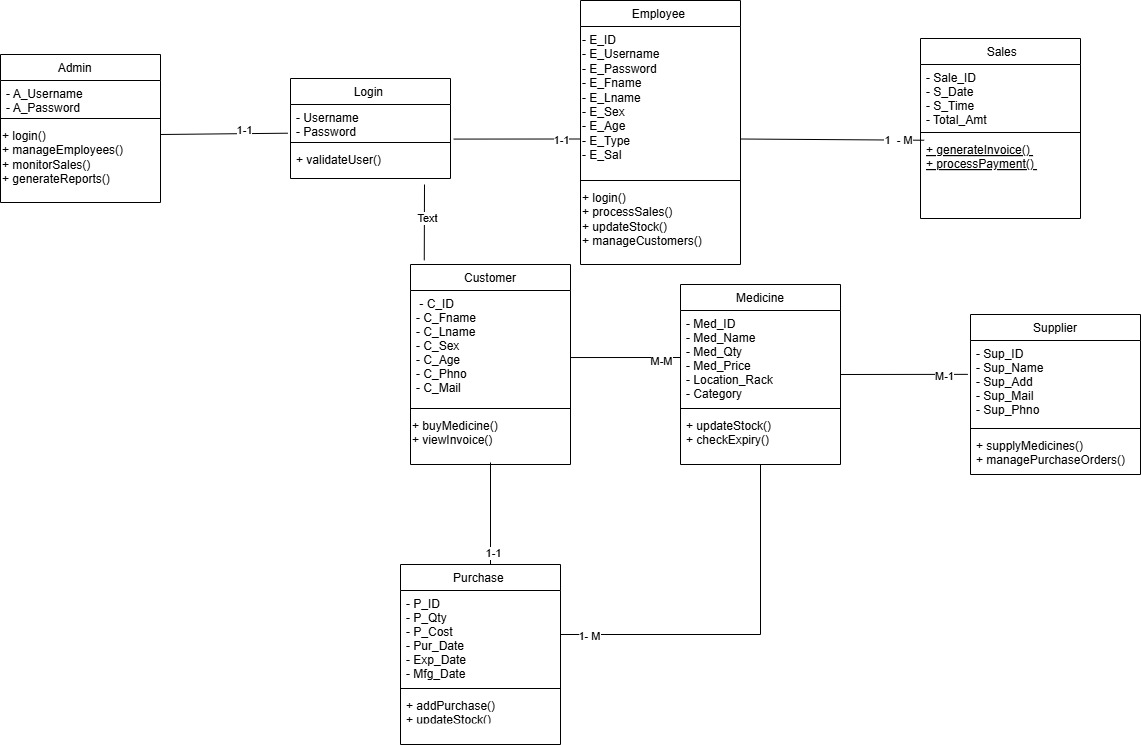 Admin
- A_Username
- A_Password
+ login()
+ manageEmployees()
+ monitorSales()
+ generateReports()
1-1
Login
- Username
- Password
+ validateUser()
1-1
Employee
- E_ID
- E_Username
- E_Password
- E_Fname
- E_Lname
- E_Sex
- E_Age
- E_Type
- E_Sal
+ login()
+ processSales()
+ updateStock()
+ manageCustomers()
1 - M
Sales
- Sale_ID
- S_Date
- S_Time
- Total_Amt
+ generateInvoice()
+ processPayment()
Text
Customer
- C_ID
- C_Fname
- C_Lname
- C_Sex
- C_Age
- C_Phno
- C_Mail
+ buyMedicine()
+ viewInvoice()
M-M
Medicine
- Med_ID
- Med_Name
- Med_Qty
- Med_Price
- Location_Rack
- Category
+ updateStock()
+ checkExpiry()
M-1
Supplier
- Sup_ID
- Sup_Name
- Sup_Add
- Sup_Mail
- Sup_Phno
+ supplyMedicines()
+ managePurchaseOrders()
1-1
Purchase
- P_ID
- P_Qty
- P_Cost
- Pur_Date
- Exp_Date
- Mfg_Date
+ addPurchase()
+ updateStock()
1- M